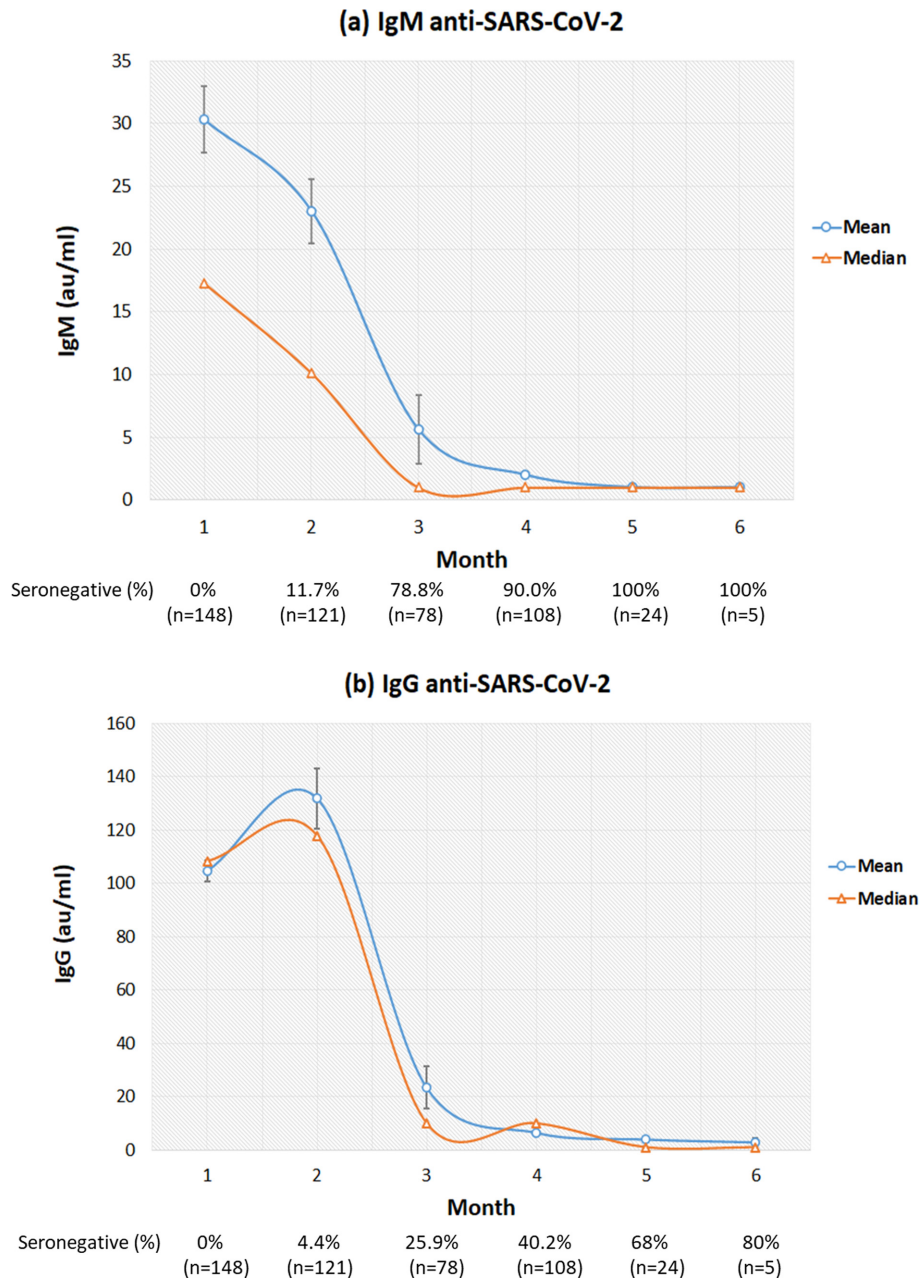 (a) IgM anti-SARS-CoV-2
35
30
25
20
15
10
5
0
IgM (au/ml)
Mean
Median
1 2 3 4 5 6
Month
Seronegative (%) 0% 11.7% 78.8% 90.0% 100% 100%
(n=148) (n=121) (n=78) (n=108) (n=24) (n=5)
(b) IgG anti-SARS-CoV-2
160
140
120
100
80
60
40
20
0
IgG (au/ml)
Mean
Median
1 2 3 4 5 6
Month
Seronegative (%) 0% 4.4% 25.9% 40.2% 68% 80%
(n=148) (n=121) (n=78) (n=108) (n=24) (n=5)